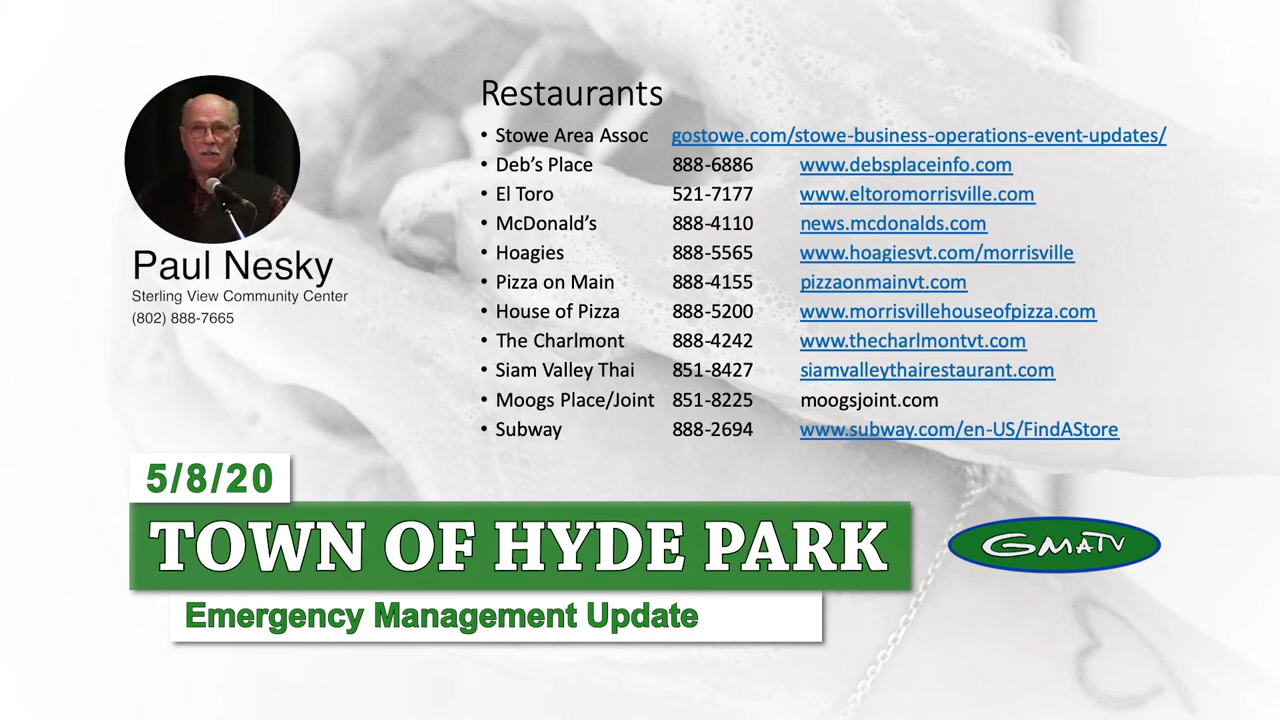 Restaurants
• Stowe Area Assoc gostowe.com/stowe-business-operations-event-updates/
• Deb's Place 888-6886 www.debsplaceinfo.com
• El Toro 521-7177 www.eltoromorrisville.com
• McDonald's 888-4110 news.mcdonalds.com
• Hoagies 888-5565 www.hoagiesvt.com/morrisville
• Pizza on Main 888-4155 pizzaonmainvt.com
• House of Pizza 888-5200 www.morrisvillehouseofpizza.com
• The Charlmont 888-4242 www.thecharlmontvt.com
• Siam Valley Thai 851-8427 siamvalleythairestaurant.com
• Moogs Place/Joint 851-8225 moogsjoint.com
• Subway 888-2694 www.subway.com/en-US/FindAStore
Paul Nesky
Sterling View Community Center
(802) 888-7665
5/8/20
TOWN OF HYDE PARK
GMATV
Emergency Management Update